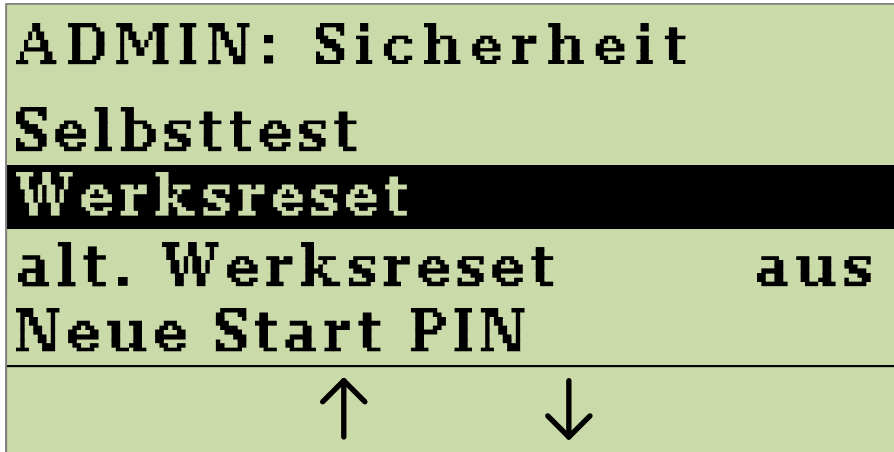 ADMIN: Sicherheit
Selbsttest
Werksreset
alt. Werksreset aus
Neue Start PIN